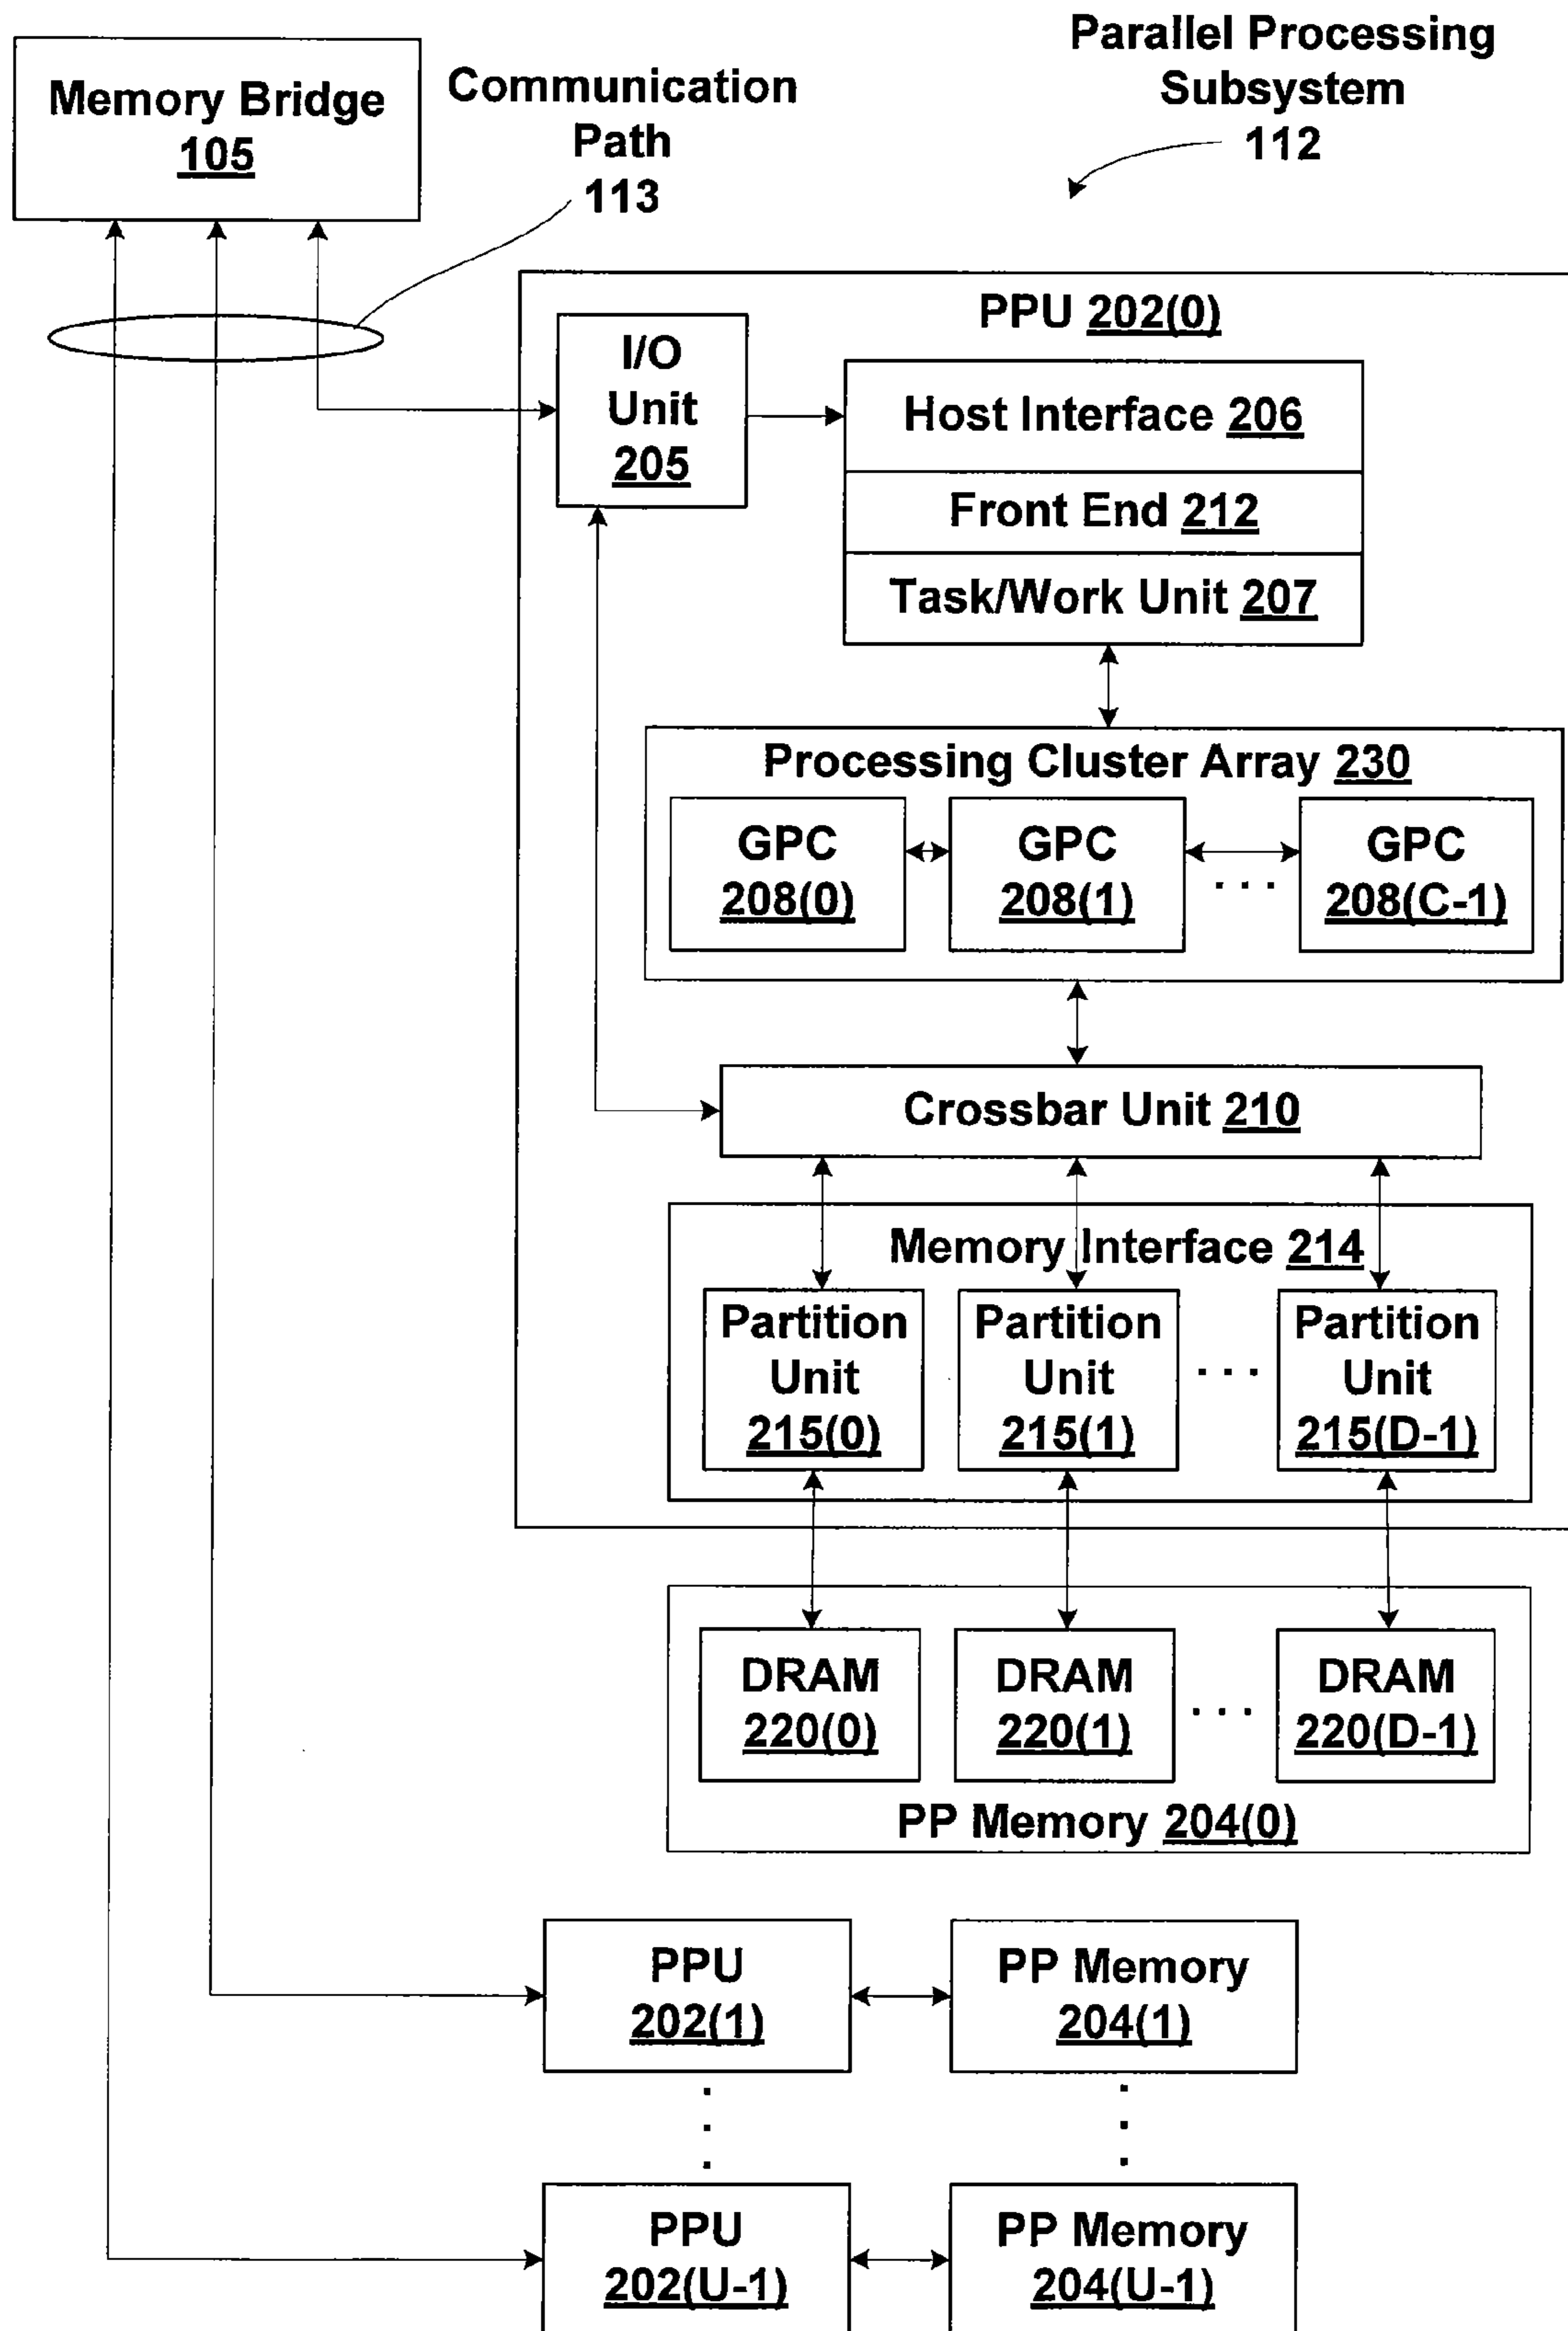 Parallel Processing
Subsystem
112
Memory Bridge
105
Communication
Path
113
PPU 202(0)
I/O
Unit
205
Host Interface 206
Front End 212
Task/Work Unit 207
Processing Cluster Array 230
GPC
208(0)
GPC
208(1)
. . .
GPC
208(C-1)
Crossbar Unit 210
Memory Interface 214
Partition
Unit
215(0)
Partition
Unit
215(1)
. . .
Partition
Unit
215(D-1)
DRAM
220(0)
DRAM
220(1)
. . .
DRAM
220(D-1)
PP Memory 204(0)
PPU
202(1)
PP Memory
204(1)
PPU
202(U-1)
PP Memory
204(U-1)